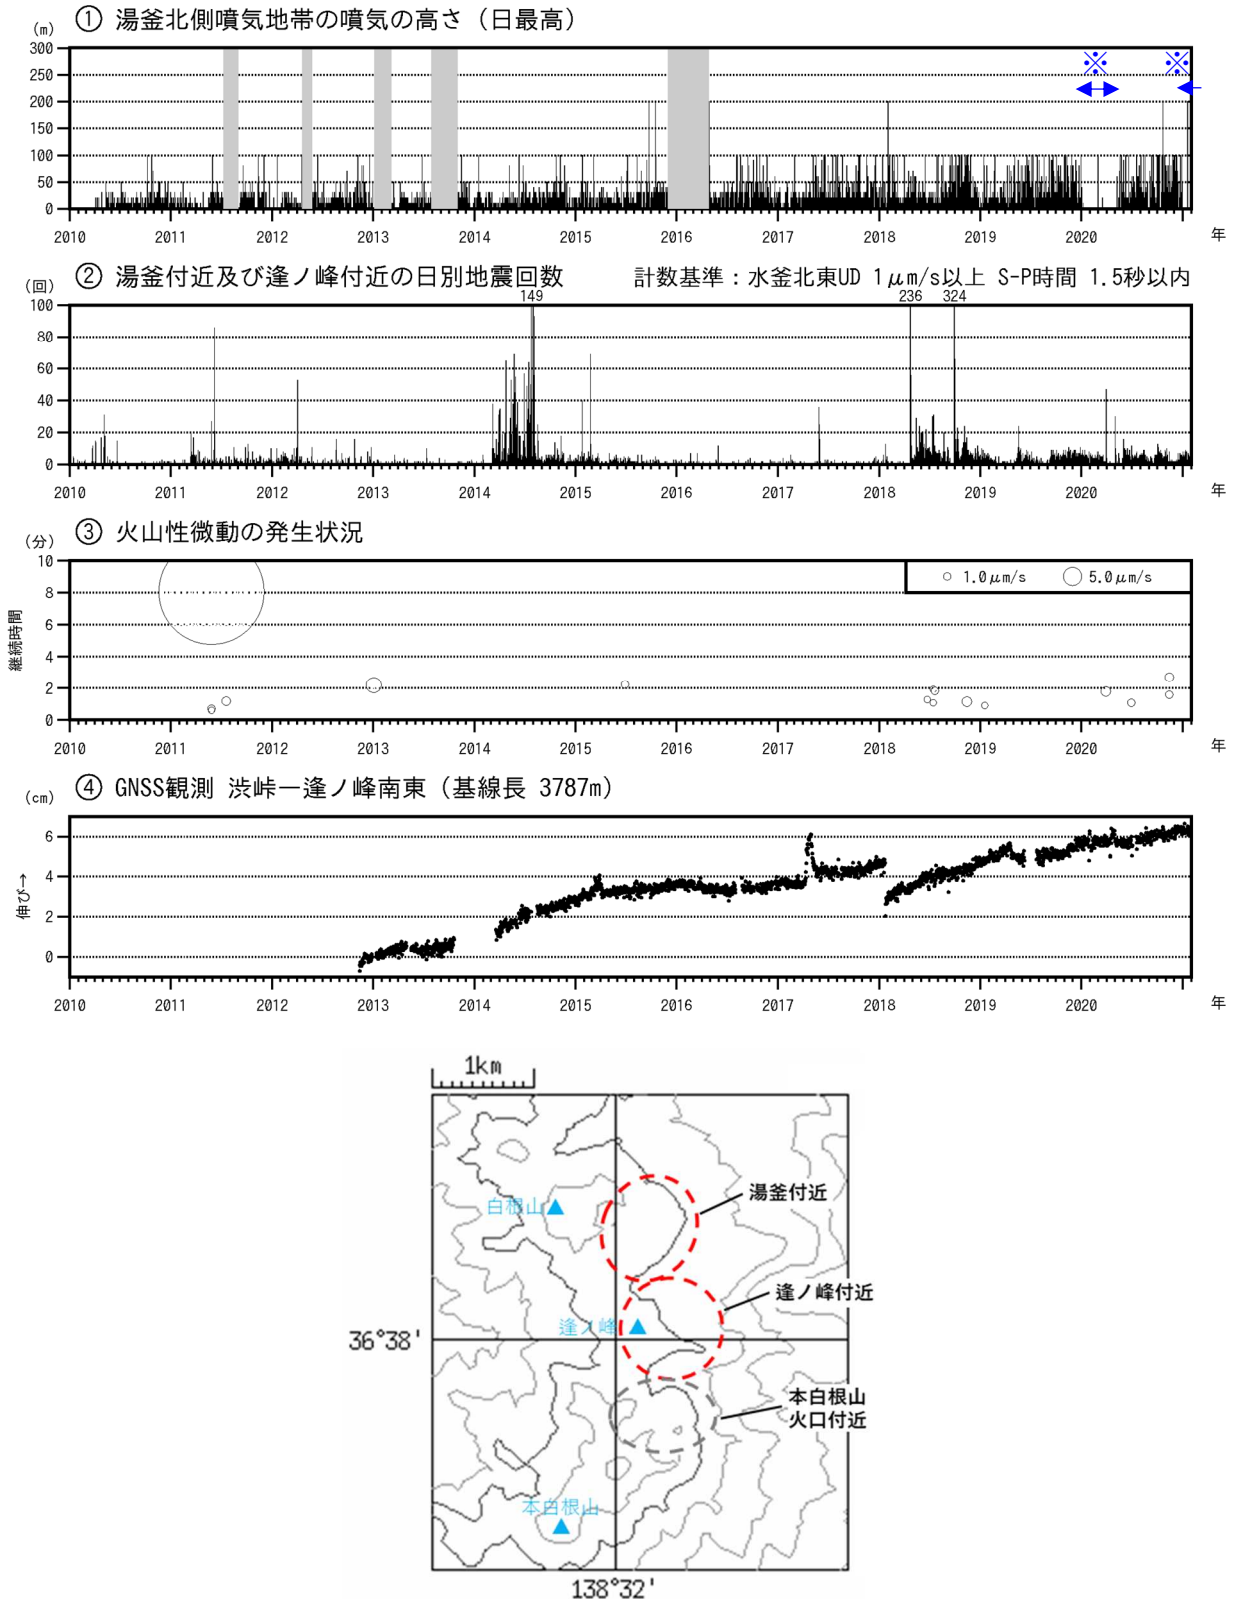 ① 湯釜北側噴気地帯の噴気の高さ（日最高）
(m)
300
250
200
150
100
50
0
※
※
2010 2011 2012 2013 2014 2015 2016 2017 2018 2019 2020 年
② 湯釜付近及び逢ノ峰付近の日別地震回数 計数基準：水釜北東UD 1μm/s以上 S-P時間 1.5秒以内
(回)
149 236 324
100
80
60
40
20
0
2010 2011 2012 2013 2014 2015 2016 2017 2018 2019 2020 年
③ 火山性微動の発生状況
(分)
継続時間
10
8
6
4
2
0
1.0μm/s 5.0μm/s
2010 2011 2012 2013 2014 2015 2016 2017 2018 2019 2020 年
④ GNSS観測 渋峠－逢ノ峰南東（基線長 3787m）
(cm)
伸び→
6
4
2
0
2010 2011 2012 2013 2014 2015 2016 2017 2018 2019 2020 年
1km
湯釜付近
白根山
逢ノ峰付近
逢ノ峰
36°38'
本白根山
火口付近
本白根山
138°32'